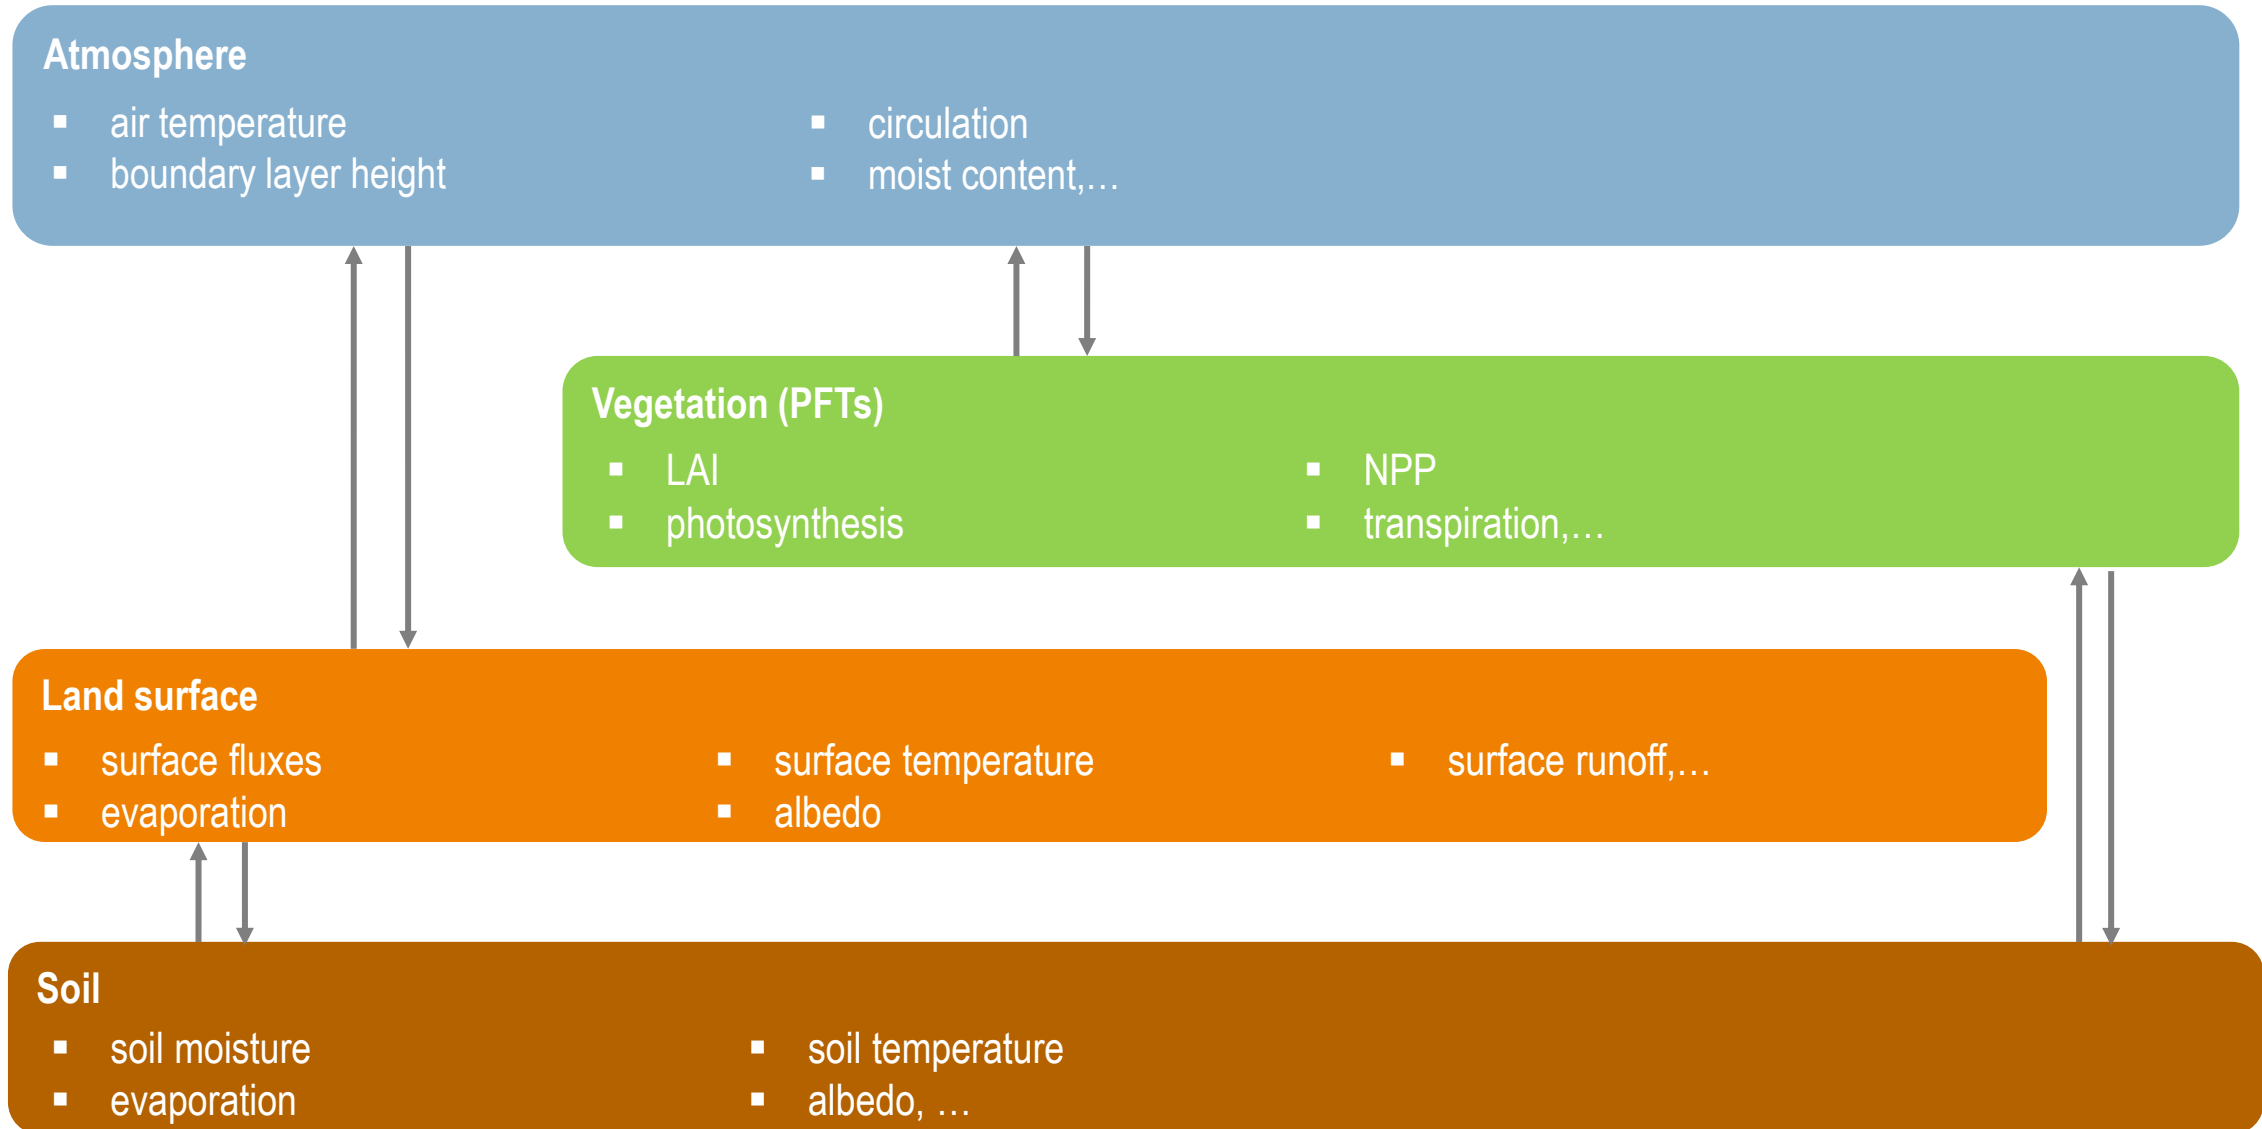 Atmosphere
air temperature
boundary layer height
circulation
moist content,…
Vegetation (PFTs)
LAI
photosynthesis
NPP
transpiration,…
Land surface
surface fluxes
evaporation
surface temperature
albedo
surface runoff,…
Soil
soil moisture
evaporation
soil temperature
albedo, …